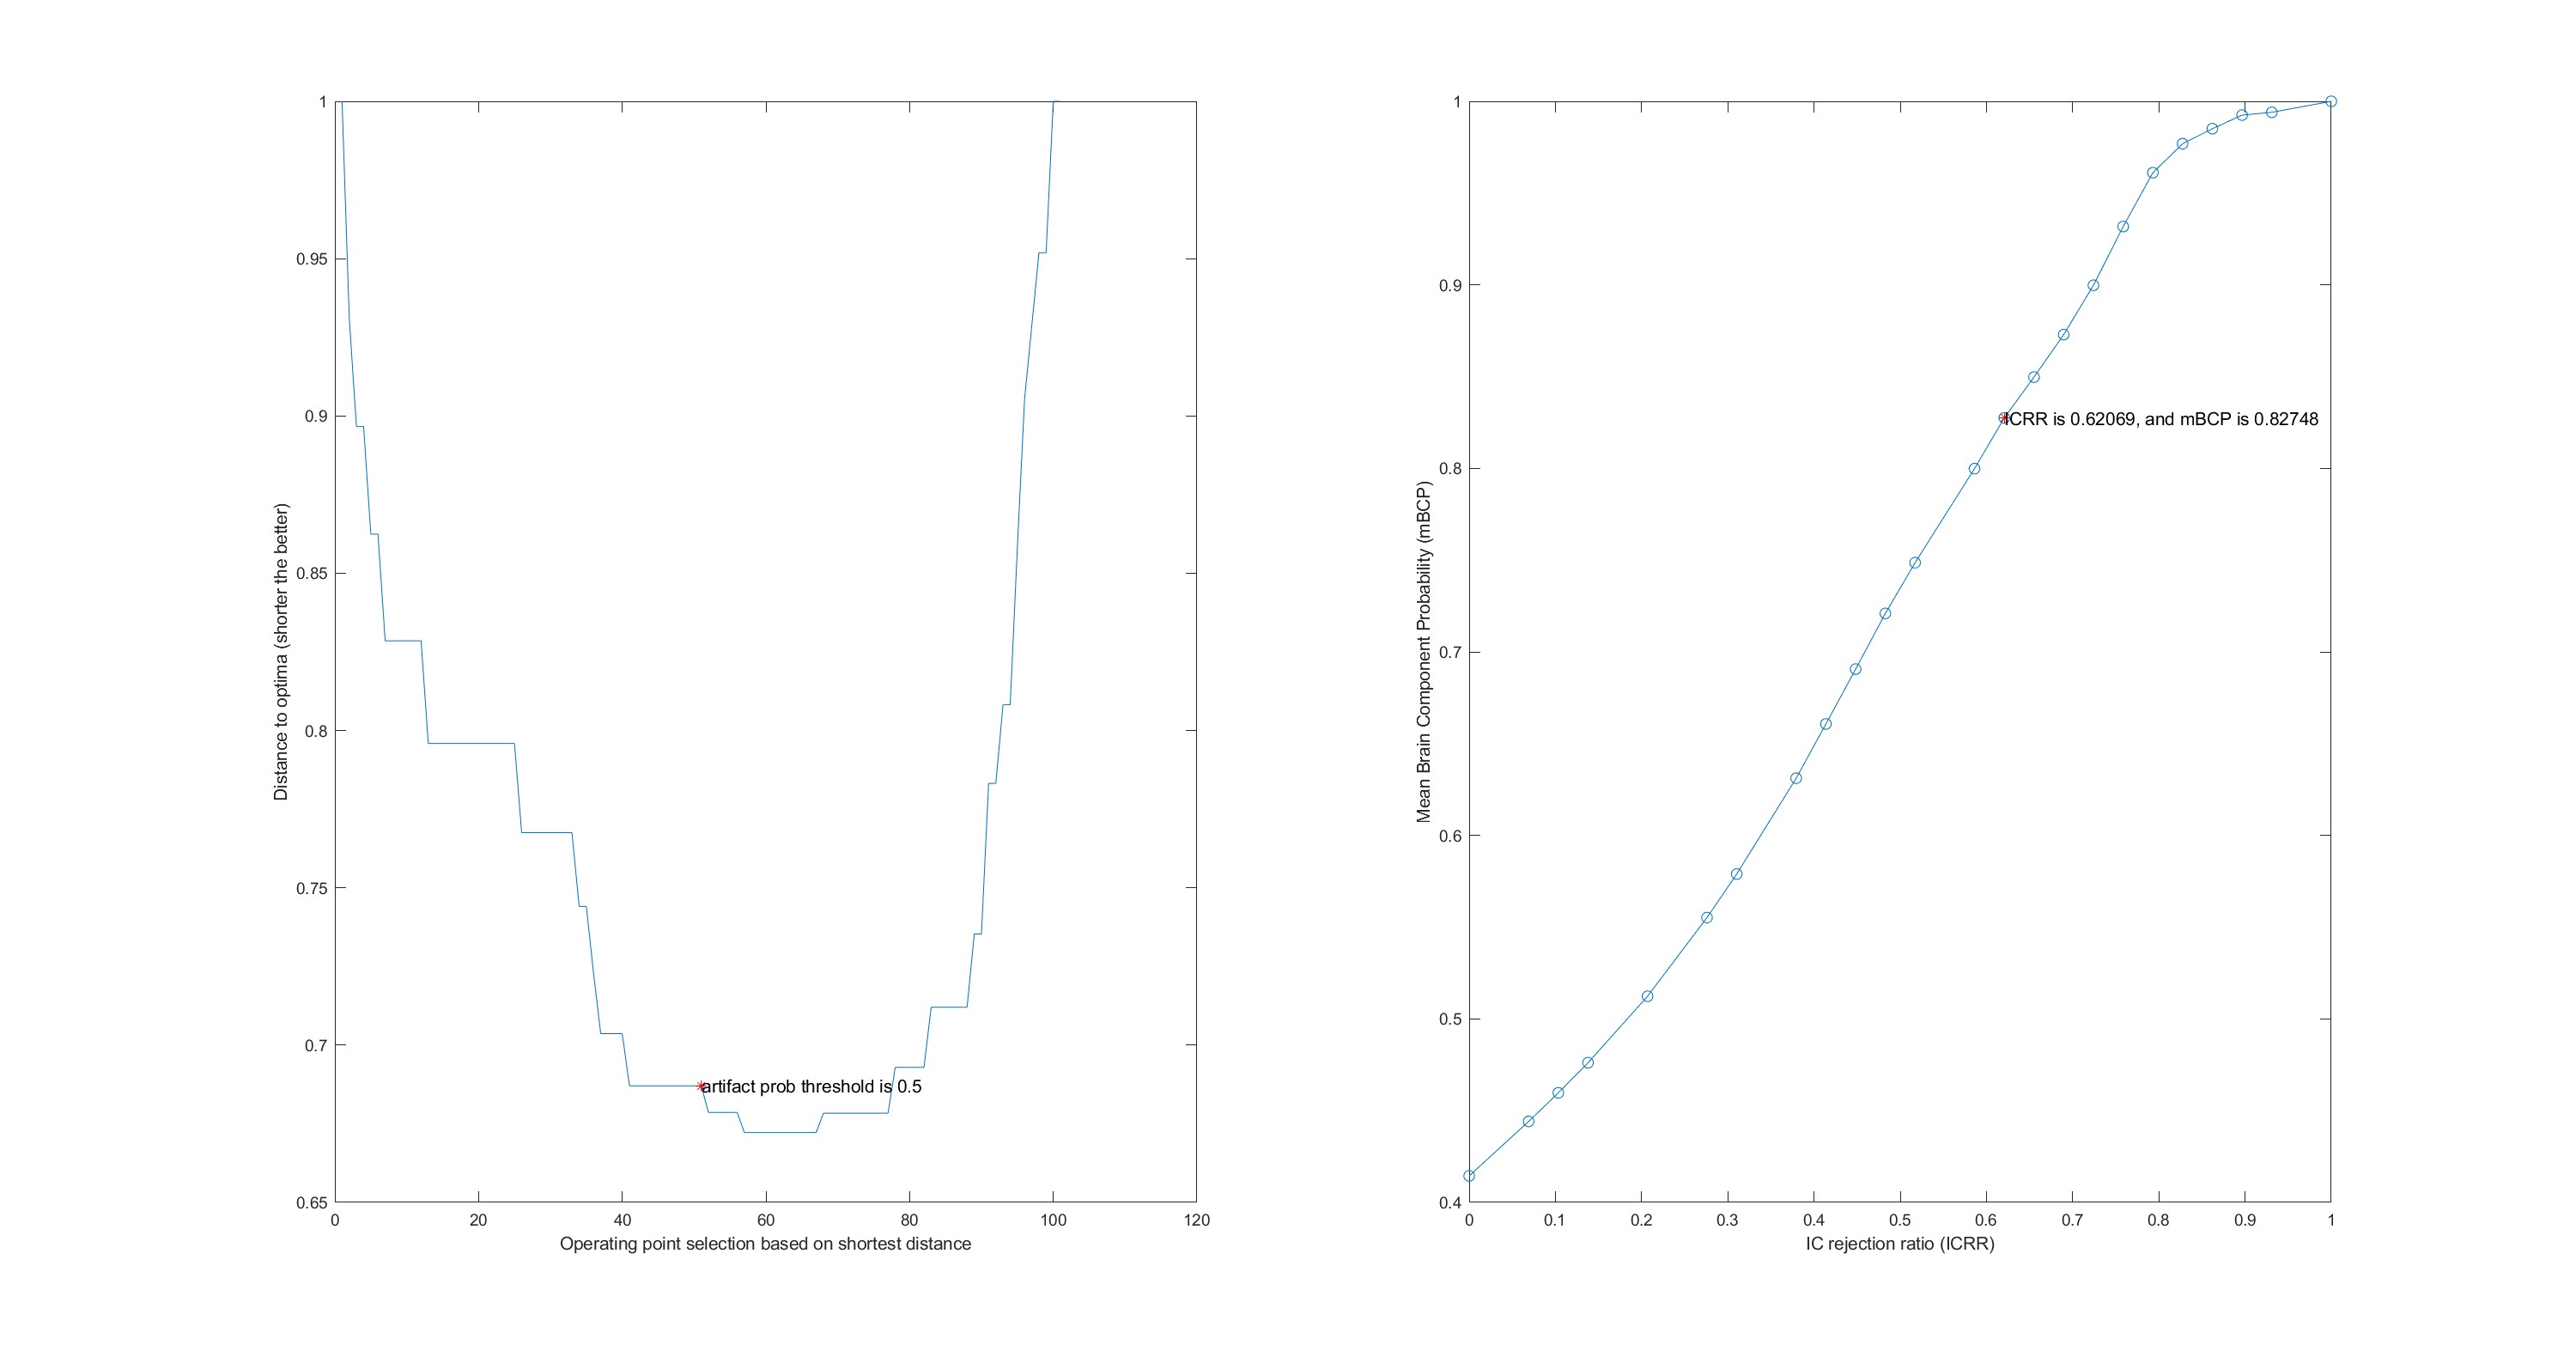 1
0.95
0.9
0.85
0.8
0.75
0.7
0.65
Distance to optima (shorter the better)
artifact prob threshold is 0.5
0 20 40 60 80 100 120
Operating point selection based on shortest distance
1
0.9
0.8
0.7
0.6
0.5
0.4
Mean Brain Component Probability (mBCP)
ICRR is 0.62069, and mBCP is 0.82748
0 0.1 0.2 0.3 0.4 0.5 0.6 0.7 0.8 0.9 1
IC rejection ratio (ICRR)